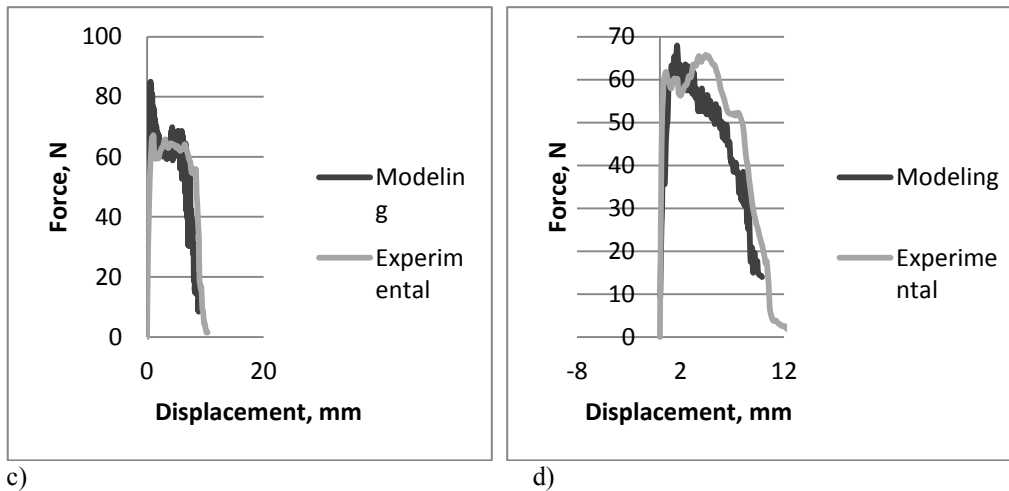 100
80
60
40
20
0
Force, N
0
20
Displacement, mm
Modelin
g
Experim
ental
c)
70
60
50
40
30
20
10
0
Force, N
-8
2
12
Displacement, mm
Modeling
Experime
ntal
d)